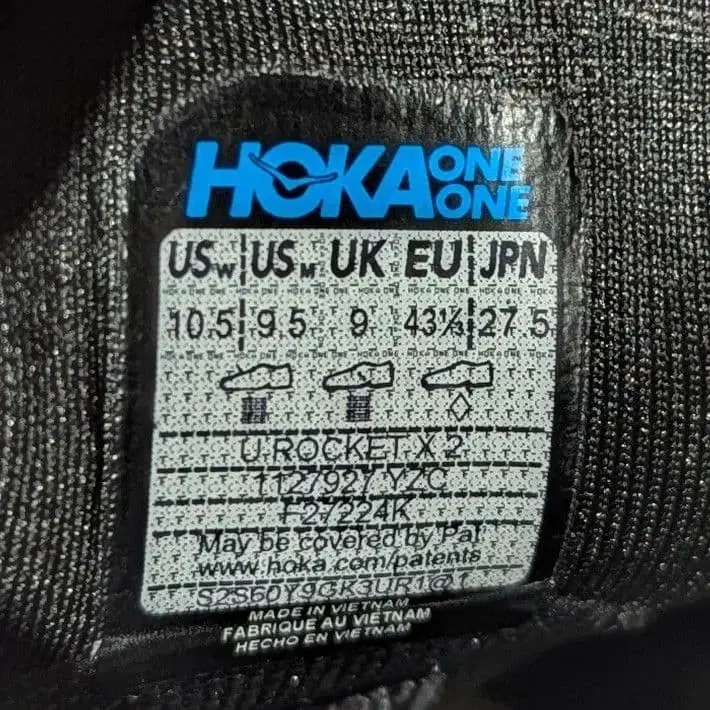 HOKA ONE ONE
USw USM UK EU JPN
10.5 9.5 9 43⅓ 27.5
U ROCKET X 2
1127927 YZC
F27224K
May be covered by Pat
www.hoka.com/patents
S2S60Y9GK3UR1@1
MADE IN VIETNAM
FABRIQUE AU VIETNAM
HECHO EN VIETNAM